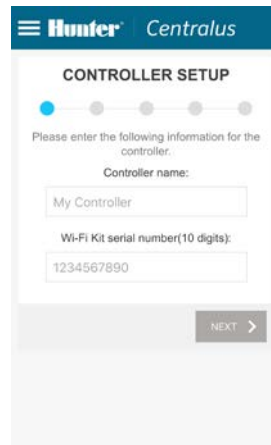 Hunter® Centralus
CONTROLLER SETUP
Please enter the following information for the
controller.
Controller name:
My Controller
Wi-Fi Kit serial number(10 digits):
1234567890
NEXT